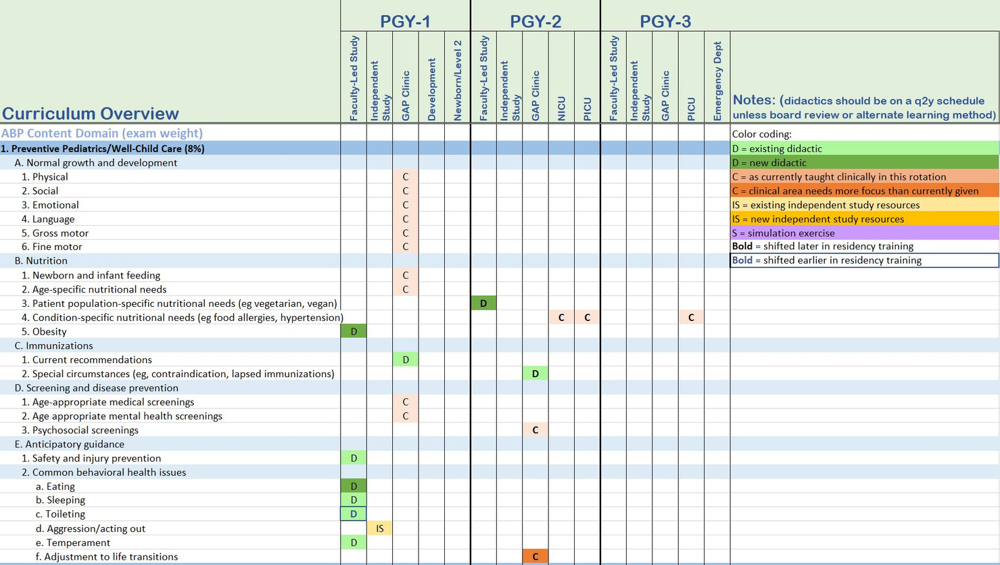 PGY-1 PGY-2 PGY-3
Curriculum Overview Faculty-Led Study Independent Study GAP Clinic Development Newborn/Level 2 Faculty-Led Study Independent Study GAP Clinic NICU PICU Faculty-Led Study Independent Study GAP Clinic PICU Emergency Dept Notes: (didactics should be on a q2y schedule
unless board review or alternate learning method)
ABP Content Domain (exam weight) Color coding:
1. Preventive Pediatrics/Well-Child Care (8%) D = existing didactic
A. Normal growth and development D = new didactic
1. Physical C C = as currently taught clinically in this rotation
2. Social C C = clinical area needs more focus than currently given
3. Emotional C IS = existing independent study resources
4. Language C IS = new independent study resources
5. Gross motor C S = simulation exercise
6. Fine motor C Bold = shifted later in residency training
B. Nutrition Bold = shifted earlier in residency training
1. Newborn and infant feeding C
2. Age-specific nutritional needs C
3. Patient population-specific nutritional needs (eg vegetarian, vegan) D
4. Condition-specific nutritional needs (eg food allergies, hypertension) C C C
5. Obesity D
C. Immunizations
1. Current recommendations D
2. Special circumstances (eg, contraindication, lapsed immunizations) D
D. Screening and disease prevention
1. Age-appropriate medical screenings C
2. Age appropriate mental health screenings C
3. Psychosocial screenings C
E. Anticipatory guidance
1. Safety and injury prevention D
2. Common behavioral health issues
a. Eating D
b. Sleeping D
c. Toileting D
d. Aggression/acting out IS
e. Temperament D
f. Adjustment to life transitions C